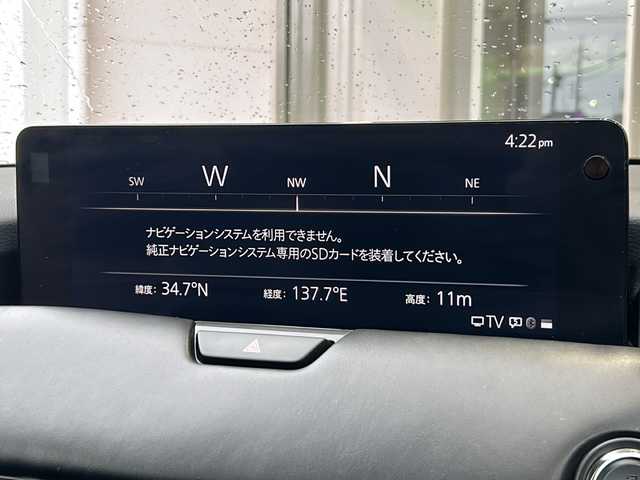 4:22pm
SW W NW N NE
ナビゲーションシステムを利用できません。
純正ナビゲーションシステム専用のSDカードを装着してください。
緯度: 34.7°N 経度: 137.7°E 高度: 11m
TV